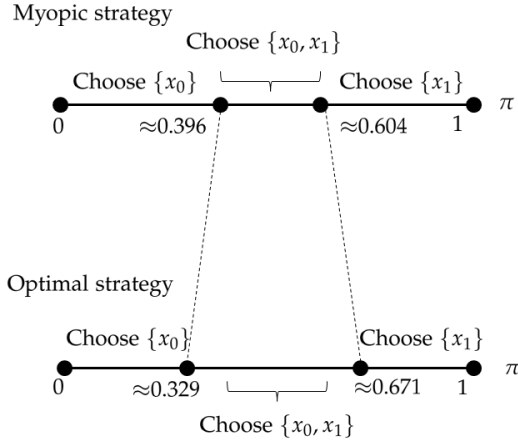 Myopic strategy
Choose {x₀, x₁}
Choose {x₀}
Choose {x₁}
π
0
≈0.396
≈0.604
1
Optimal strategy
Choose {x₀}
Choose {x₁}
π
0
≈0.329
≈0.671
1
Choose {x₀, x₁}